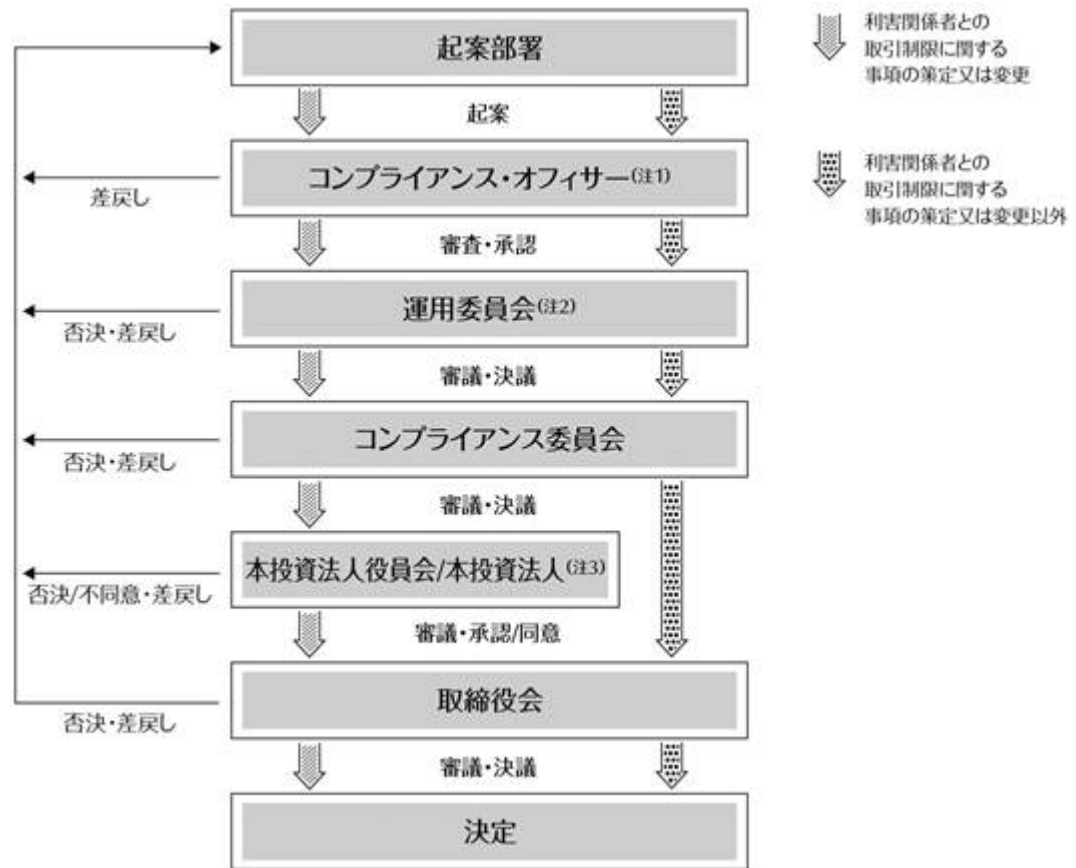 起案部署
利害関係者との
取引制限に関する
事項の策定又は変更
起案
コンプライアンス・オフィサー(注1)
利害関係者との
取引制限に関する
事項の策定又は変更以外
差戻し
審査・承認
運用委員会(注2)
否決・差戻し
審議・決議
コンプライアンス委員会
否決・差戻し
審議・決議
本投資法人役員会/本投資法人(注3)
否決/不同意・差戻し
審議・承認/同意
取締役会
否決・差戻し
審議・決議
決定